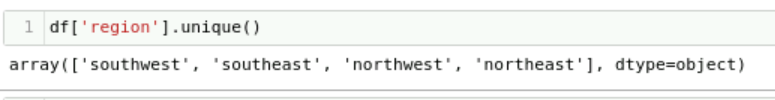 1 df['region'].unique()
array(['southwest', 'southeast', 'northwest', 'northeast'], dtype=object)